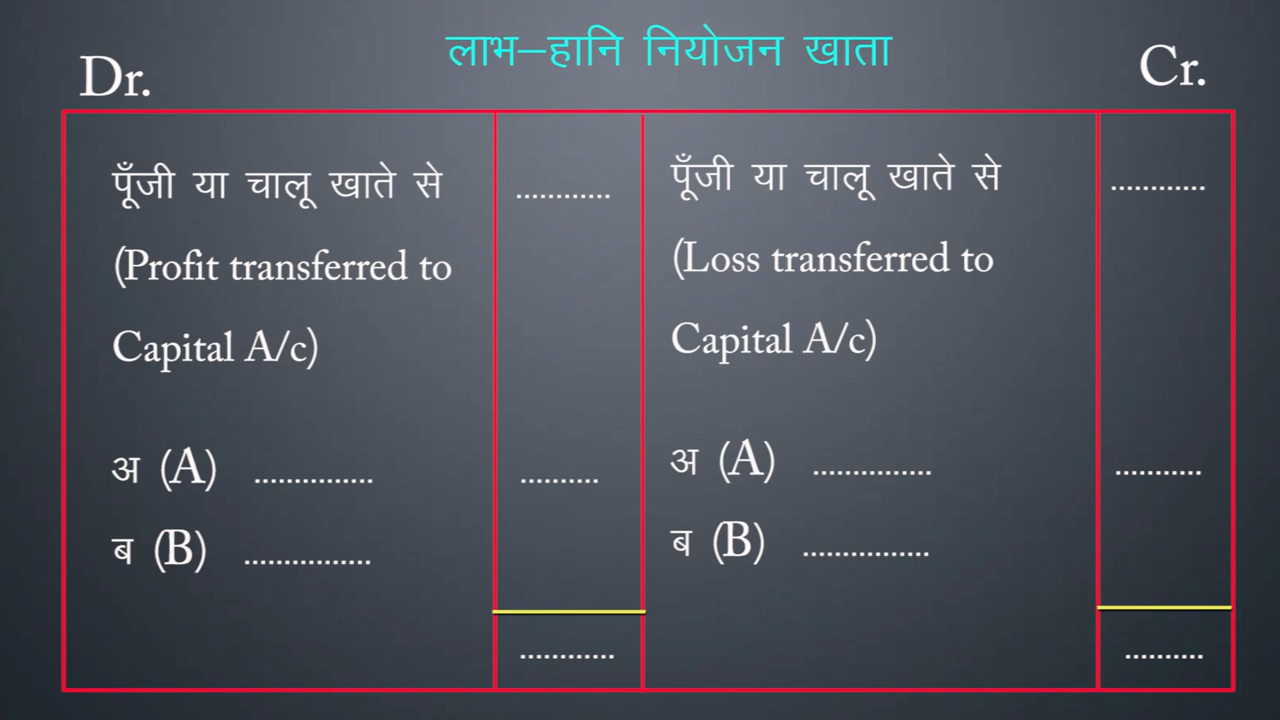 लाभ–हानि नियोजन खाता
Dr.
Cr.
पूँजी या चालू खाते से ............
(Profit transferred to
Capital A/c)
अ (A) ............... ..........
ब (B) ................
............
पूँजी या चालू खाते से ............
(Loss transferred to
Capital A/c)
अ (A) ............... ...........
ब (B) ................
..........